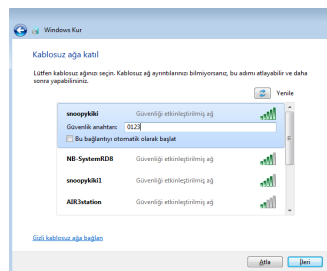 Windows Kur
Kablosuz ağa katıl
Lütfen kablosuz ağınızı seçin. Kablosuz ağ ayrıntılarınızı bilmiyorsanız, bu adımı atlayabilir ve daha
sonra yapabilirsiniz.
Yenile
snoopykiki Güvenliği etkinleştirilmiş ağ
Güvenlik anahtarı: 0123
Bu bağlantıyı otomatik olarak başlat
NB-SystemRD8 Güvenliği etkinleştirilmiş ağ
snoopykiki1 Güvenliği etkinleştirilmiş ağ
AIR3station Güvenliği etkinleştirilmiş ağ
Gizli kablosuz ağa bağlan
Atla İleri